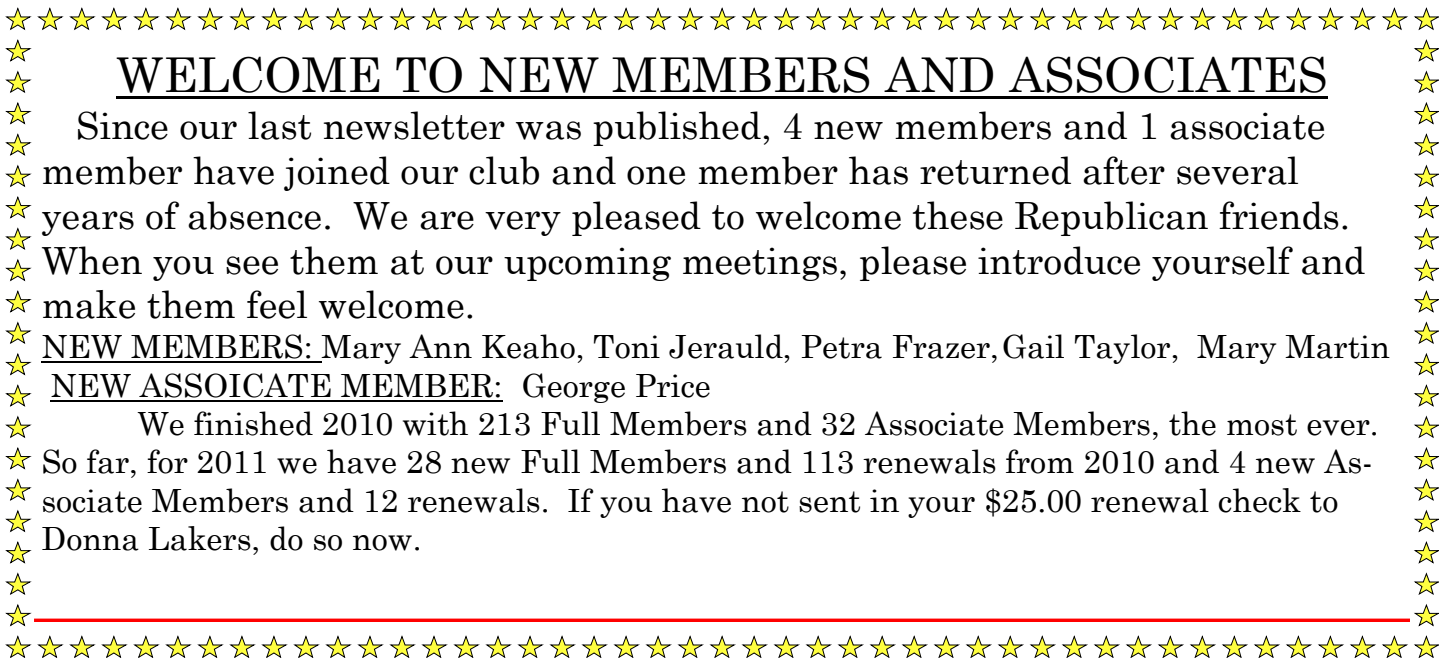 WELCOME TO NEW MEMBERS AND ASSOCIATES
Since our last newsletter was published, 4 new members and 1 associate
member have joined our club and one member has returned after several
years of absence.  We are very pleased to welcome these Republican friends.
When you see them at our upcoming meetings, please introduce yourself and
make them feel welcome.
NEW MEMBERS: Mary Ann Keaho, Toni Jerauld, Petra Frazer, Gail Taylor,  Mary Martin
NEW ASSOICATE MEMBER:  George Price
We finished 2010 with 213 Full Members and 32 Associate Members, the most ever.
So far, for 2011 we have 28 new Full Members and 113 renewals from 2010 and 4 new As-
sociate Members and 12 renewals.  If you have not sent in your $25.00 renewal check to
Donna Lakers, do so now.